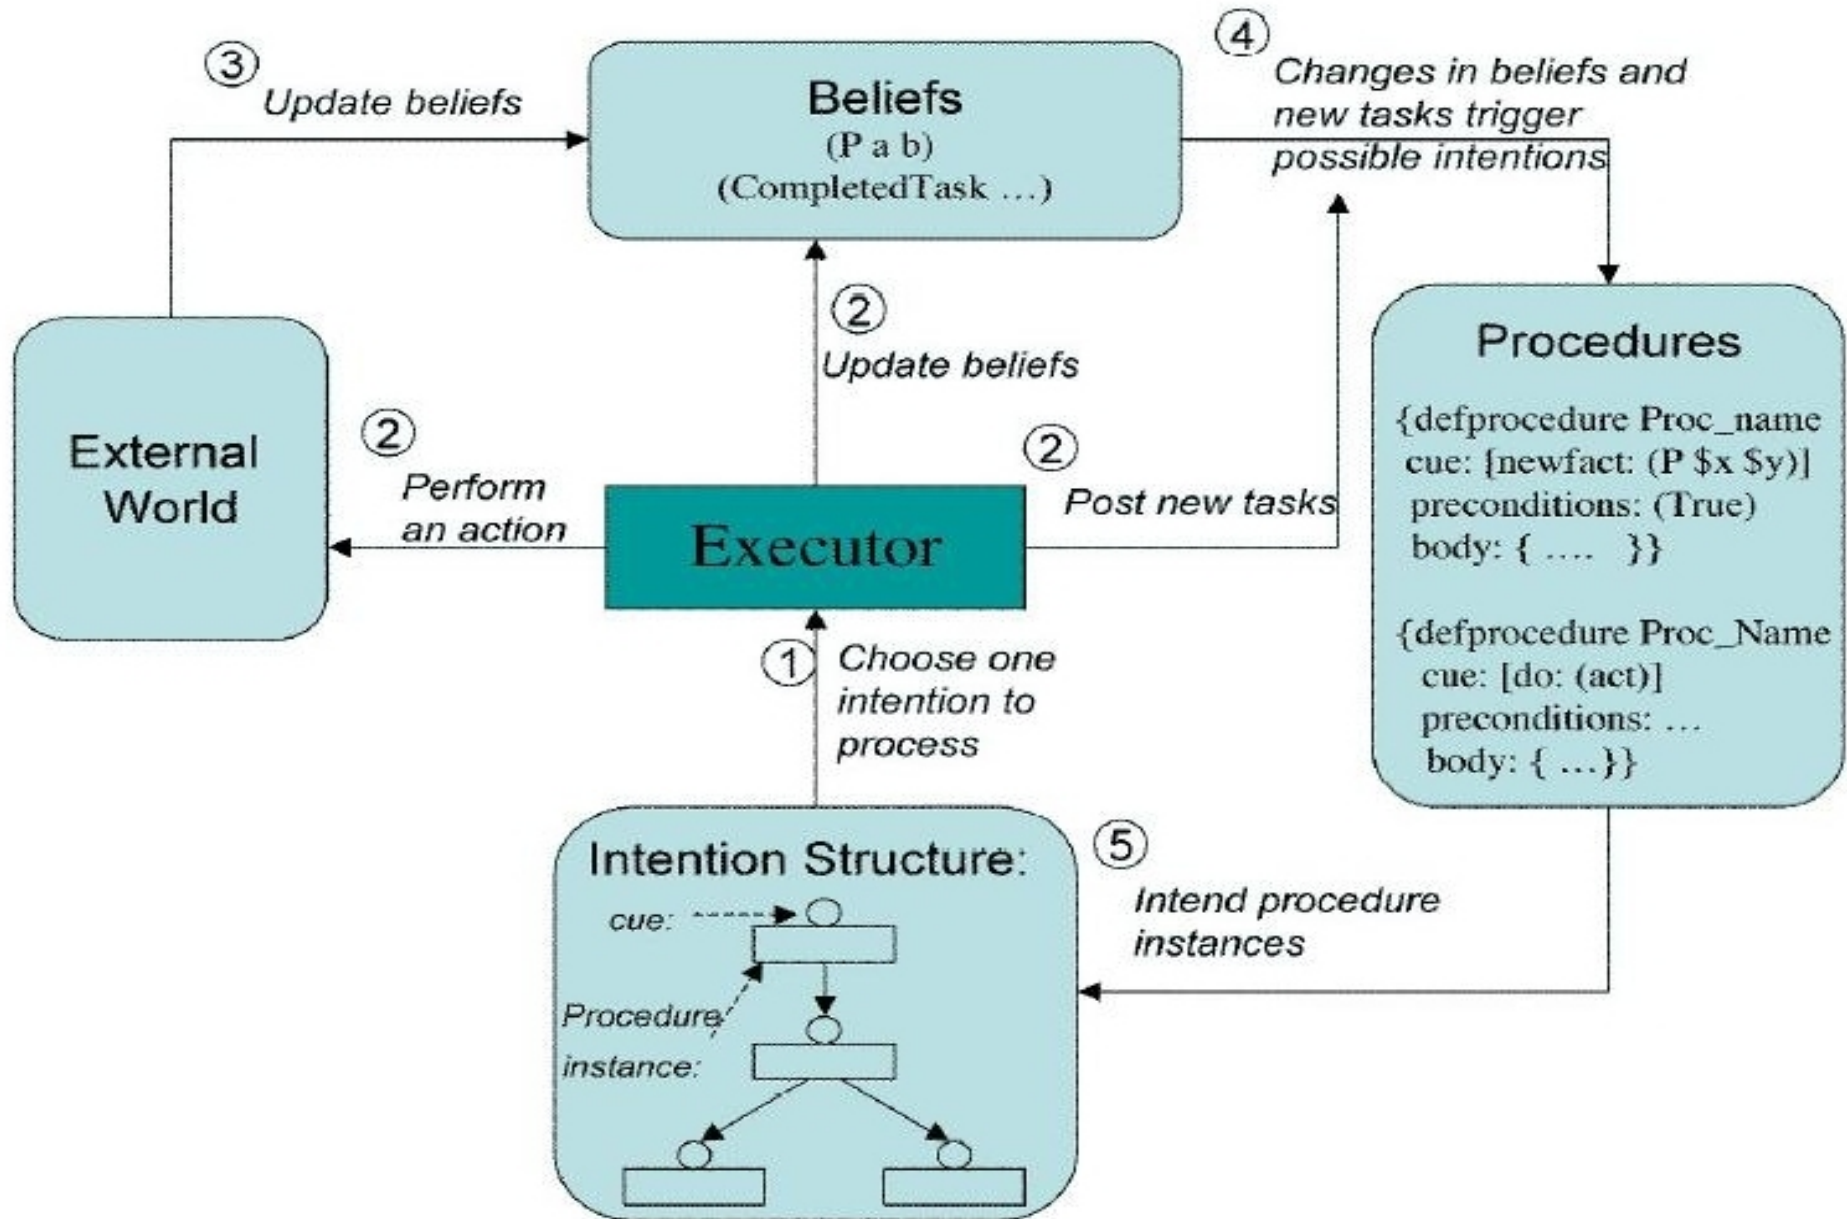 ③
Update beliefs
Beliefs
(P a b)
(CompletedTask ...)
④
Changes in beliefs and
new tasks trigger
possible intentions
External
World
②
Perform
an action
②
Update beliefs
Executor
②
Post new tasks
Procedures
{defprocedure Proc_name
cue: [newfact: (P $x $y)]
preconditions: (True)
body: { .... }}
{defprocedure Proc_Name
cue: [do: (act)]
preconditions: ...
body: { ...}}
①
Choose one
intention to
process
Intention Structure:
cue:
Procedure
instance:
⑤
Intend procedure
instances